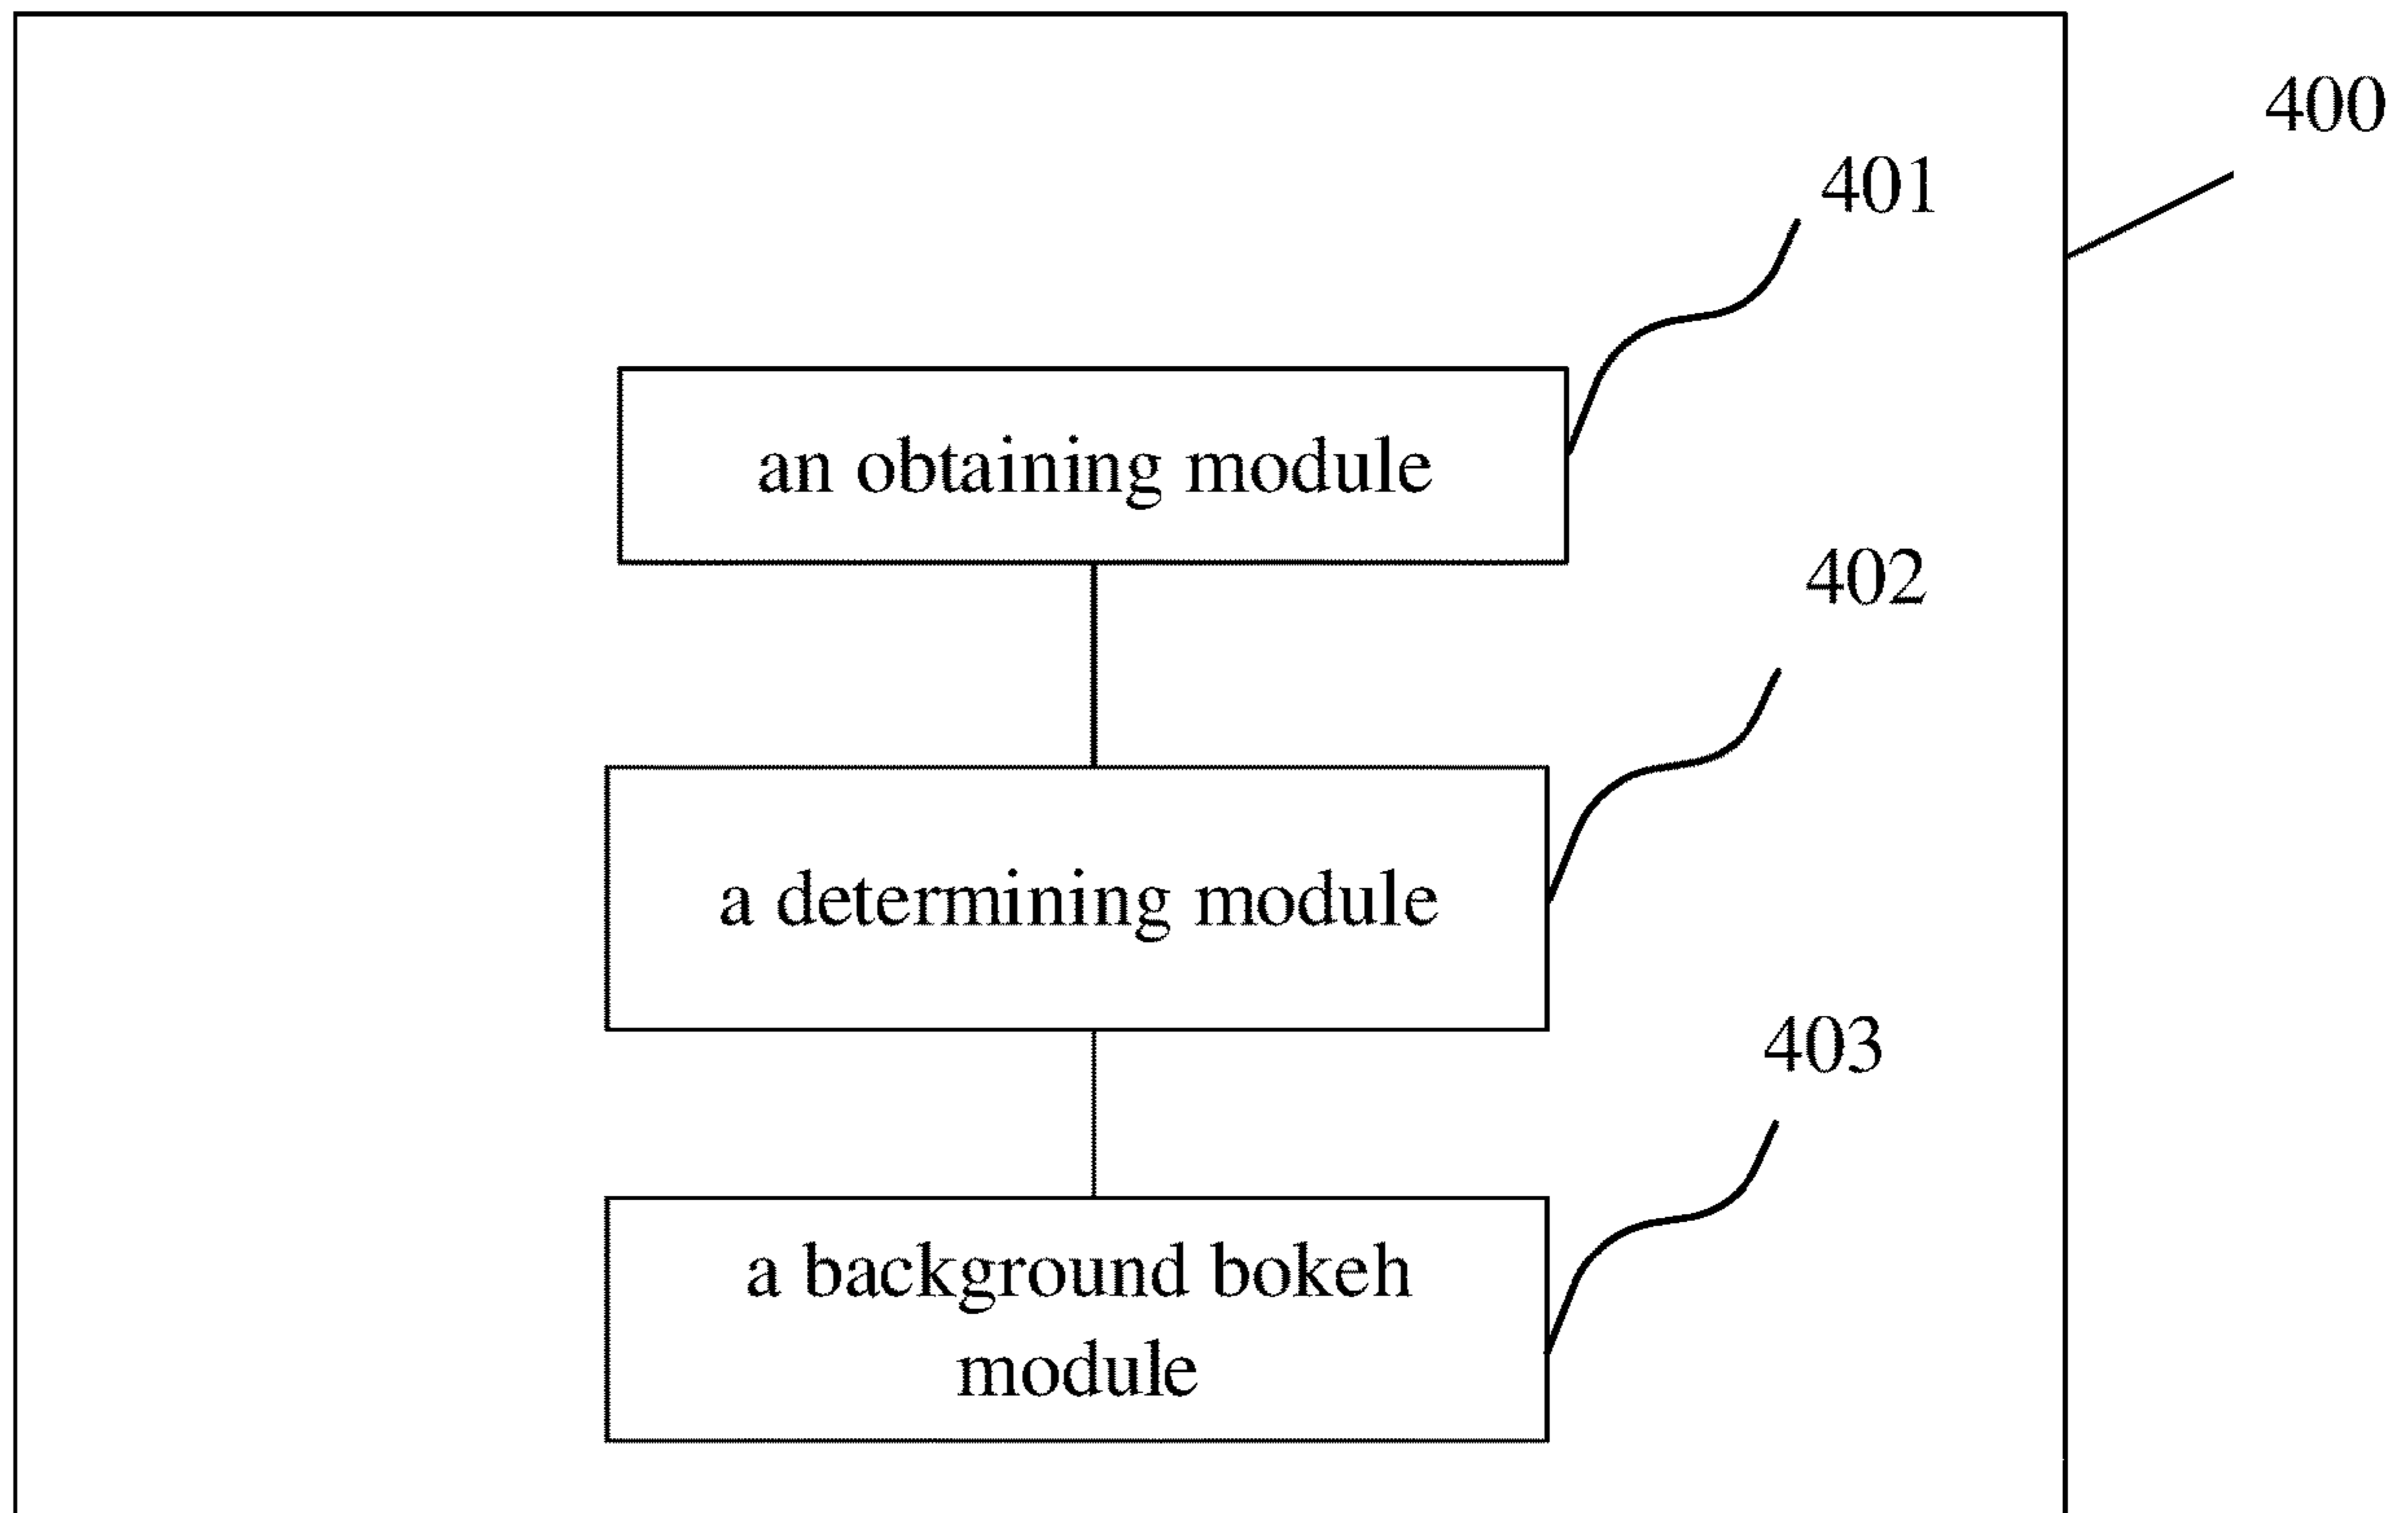 400
401
an obtaining module
402
a determining module
403
a background bokeh
module